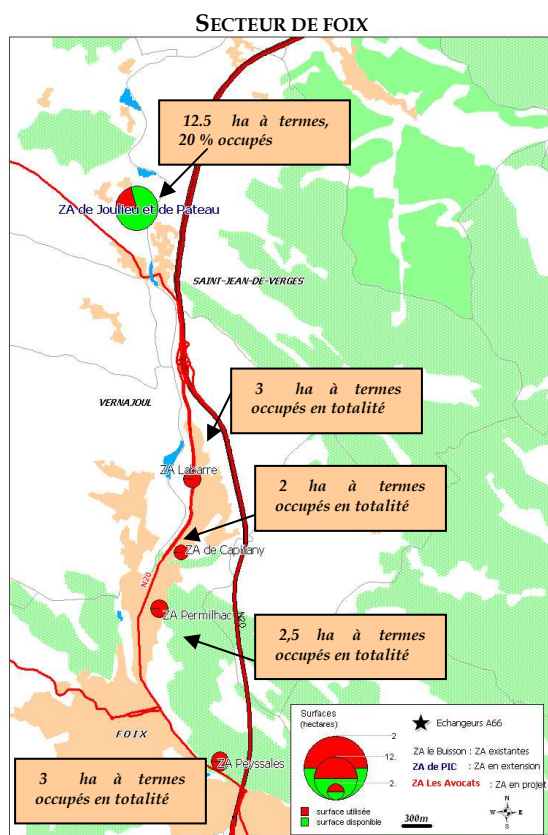 SECTEUR DE FOIX
12.5 ha à termes,
20 % occupés
ZA de Joulieu et de Pateau
SAINT-JEAN-DE-VERGES
3 ha à termes
occupés en totalité
VERNAJOUL
ZA Labarre
2 ha à termes
occupés en totalité
ZA de Capitany
N20
ZA Permilhac
N20
2,5 ha à termes
occupés en totalité
FOIX
ZA Peyssales
3 ha à termes
occupés en totalité
Surfaces
(hectares)
2
12.
2.
surface utilisée
surface disponible
Echangeurs A66
ZA le Buisson : ZA existantes
ZA de PIC : ZA en extension
ZA Les Avocats : ZA en projet
300m
N
W E
S